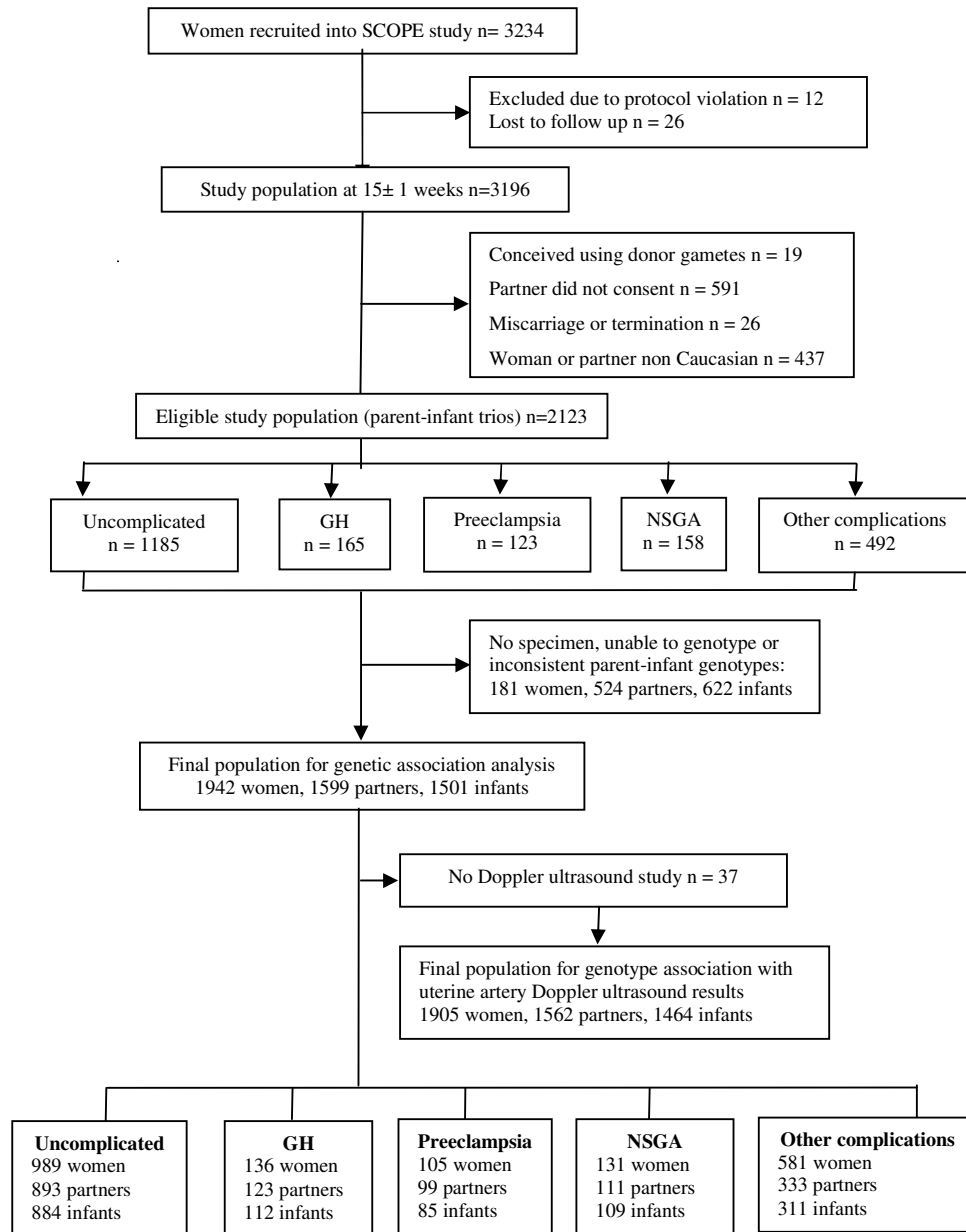 Women recruited into SCOPE study n= 3234
Excluded due to protocol violation n = 12
Lost to follow up n = 26
Study population at 15± 1 weeks n=3196
Conceived using donor gametes n = 19
Partner did not consent n = 591
Miscarriage or termination n = 26
Woman or partner non Caucasian n = 437
Eligible study population (parent-infant trios) n=2123
Uncomplicated
n = 1185
GH
n = 165
Preeclampsia
n = 123
NSGA
n = 158
Other complications
n = 492
No specimen, unable to genotype or
inconsistent parent-infant genotypes:
181 women, 524 partners, 622 infants
Final population for genetic association analysis
1942 women, 1599 partners, 1501 infants
No Doppler ultrasound study n = 37
Final population for genotype association with
uterine artery Doppler ultrasound results
1905 women, 1562 partners, 1464 infants
Uncomplicated
989 women
893 partners
884 infants
GH
136 women
123 partners
112 infants
Preeclampsia
105 women
99 partners
85 infants
NSGA
131 women
111 partners
109 infants
Other complications
581 women
333 partners
311 infants